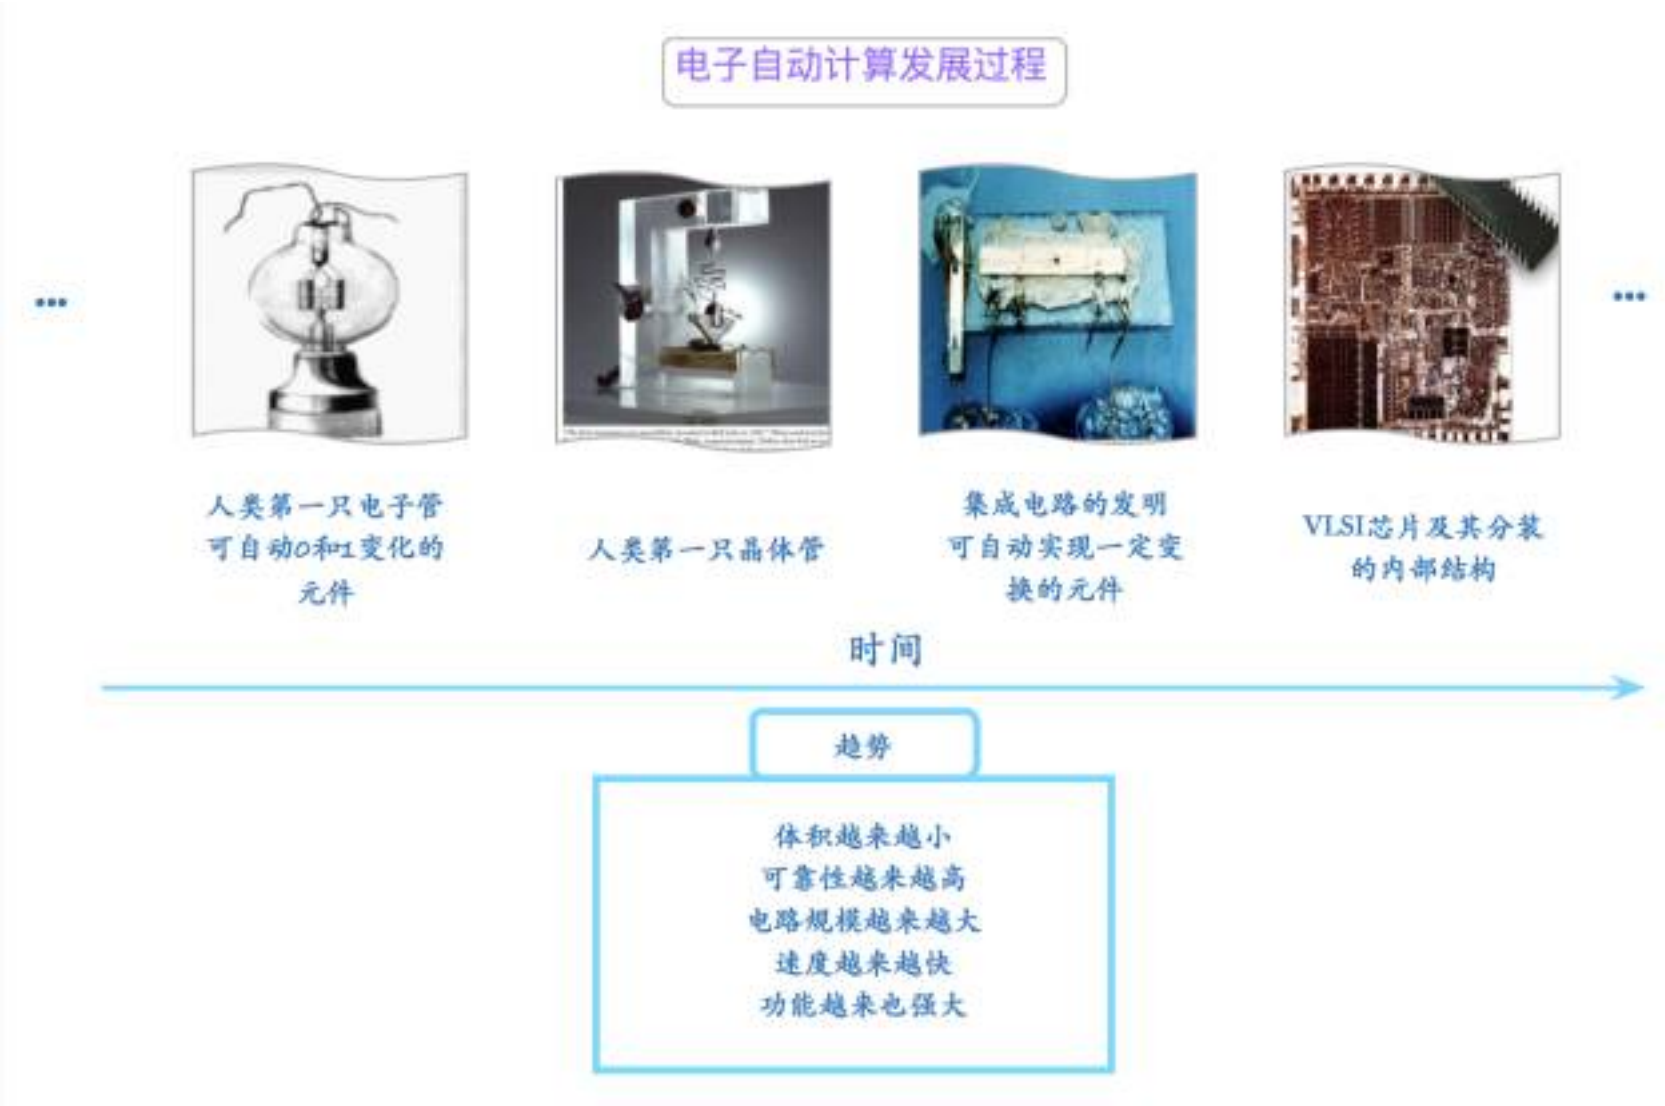 电子自动计算发展过程
•••
•••
人类第一只电子管
可自动0和1变化的
元件
人类第一只晶体管
集成电路的发明
可自动实现一定变
换的元件
VLSI芯片及其分装
的内部结构
时间
趋势
体积越来越小
可靠性越来越高
电路规模越来越大
速度越来越快
功能越来也强大